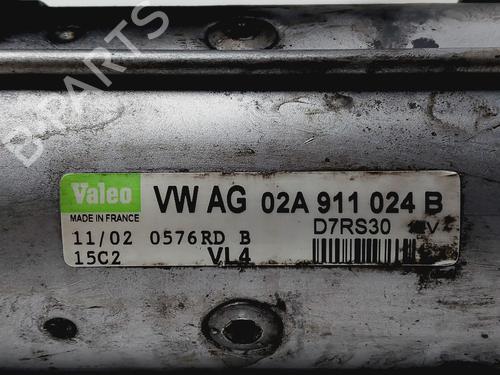 B-PARTS
Valeo VW AG 02A 911 024 B
MADE IN FRANCE D7RS30
11/02 0576RD B
15C2 VL4